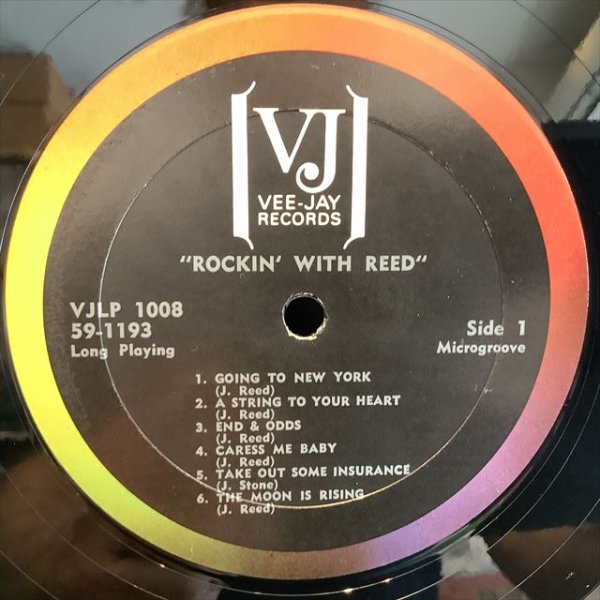 VJ
VEE-JAY
RECORDS
"ROCKIN' WITH REED"
VJLP 1008
59-1193
Long Playing
Side 1
Microgroove
1. GOING TO NEW YORK
(J. Reed)
2. A STRING TO YOUR HEART
(J. Reed)
3. END & ODDS
(J. Reed)
4. CARESS ME BABY
(J. Reed)
5. TAKE OUT SOME INSURANCE
(J. Stone)
6. THE MOON IS RISING
(J. Reed)